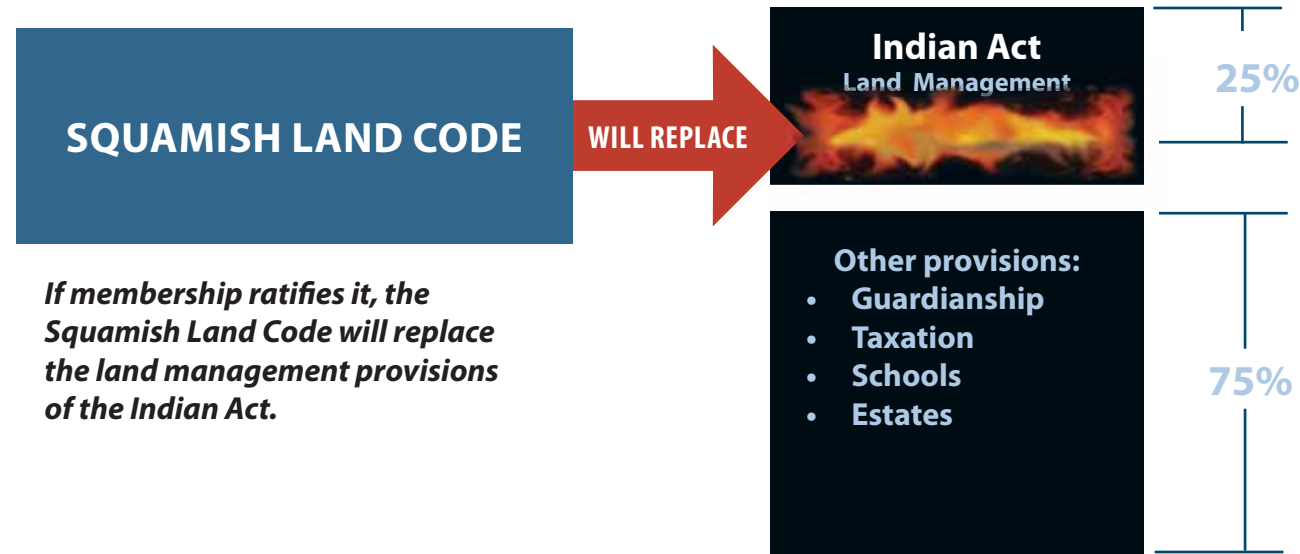 SQUAMISH LAND CODE
WILL REPLACE
Indian Act
Land Management
25%
If membership ratifies it, the
Squamish Land Code will replace
the land management provisions
of the Indian Act.
Other provisions:
• Guardianship
• Taxation
• Schools
• Estates
75%